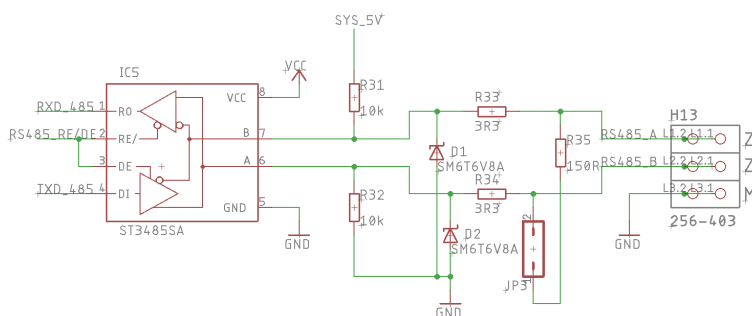 SYS_5V
IC5
VCC
RXD_485 1 RO
VCC 8
R31
10k
R33
3R3
H13
RS485_RE/DE 2 RE/
B 7
RS485_A L1.2 L1.1 Z
D1
SM6T6V8A
R35
150R
3 DE
A 6
RS485_B L2.2 L2.1 Z
TXD_485 4 DI
R32
10k
R34
3R3
L3.2 L3.1 M
GND 5
ST3485SA
256-403
GND
D2
SM6T6V8A
2
GND
JP3
1
GND